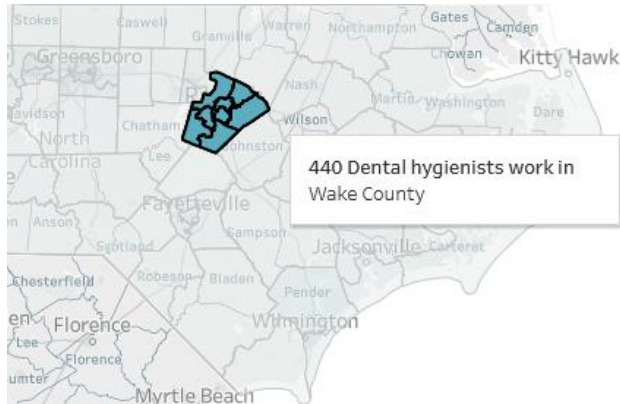 Stokes
Caswell
Warren
Northampton
Gates
Camden
Granville
Greensboro
Chowan
Kitty Hawk
Nash
Martin
Washington
Dare
Davidson
Chatham
Wilson
North
Carolina
Lee
Johnston
440 Dental hygienists work in
Wake County
Fayetteville
Anson
Sampson
Scotland
Jacksonville
Carteret
Robeson
Bladen
Chesterfield
Pender
Florence
Wilmington
Lee
Florence
Myrtle Beach